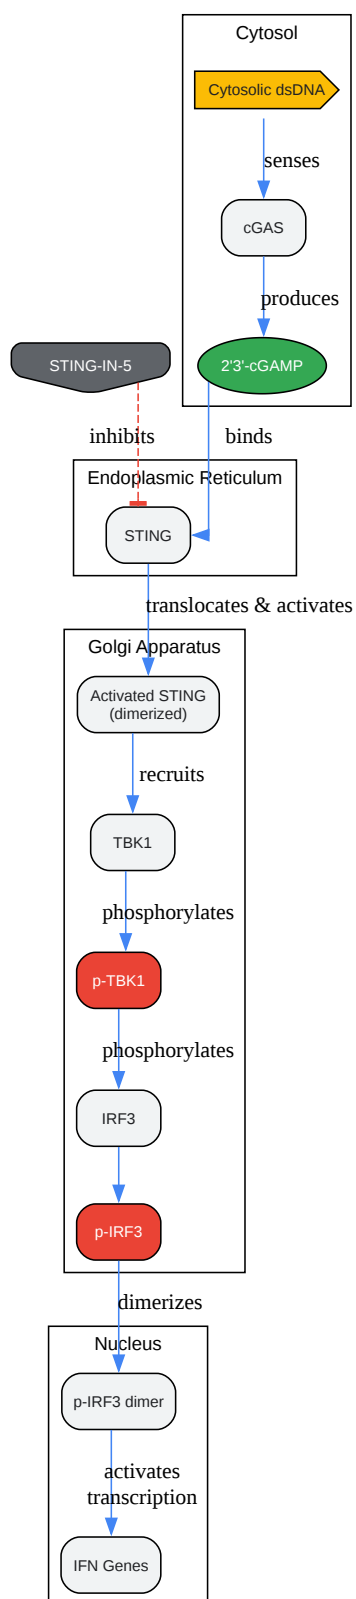 Cytosol
Cytosolic dsDNA
senses
cGAS
produces
STING-IN-5
2'3'-cGAMP
inhibits
binds
Endoplasmic Reticulum
STING
translocates & activates
Golgi Apparatus
Activated STING
(dimerized)
recruits
TBK1
phosphorylates
p-TBK1
phosphorylates
IRF3
p-IRF3
dimerizes
Nucleus
p-IRF3 dimer
activates
transcription
IFN Genes